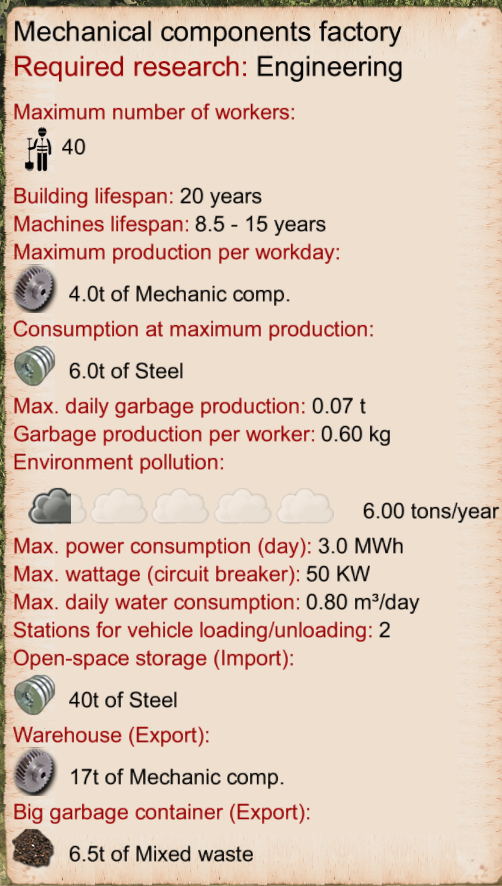 Mechanical components factory
Required research: Engineering
Maximum number of workers:
40
Building lifespan: 20 years
Machines lifespan: 8.5 - 15 years
Maximum production per workday:
4.0t of Mechanic comp.
Consumption at maximum production:
6.0t of Steel
Max. daily garbage production: 0.07 t
Garbage production per worker: 0.60 kg
Environment pollution:
6.00 tons/year
Max. power consumption (day): 3.0 MWh
Max. wattage (circuit breaker): 50 KW
Max. daily water consumption: 0.80 m³/day
Stations for vehicle loading/unloading: 2
Open-space storage (Import):
40t of Steel
Warehouse (Export):
17t of Mechanic comp.
Big garbage container (Export):
6.5t of Mixed waste